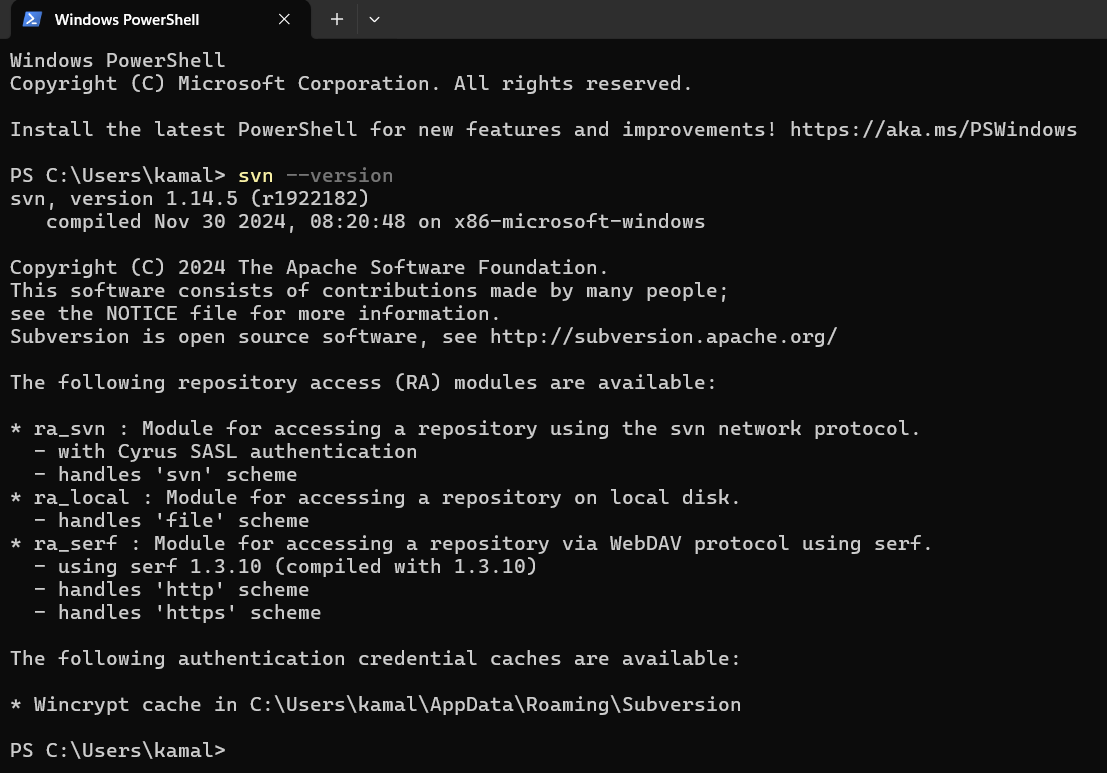 Windows PowerShell
Windows PowerShell
Copyright (C) Microsoft Corporation. All rights reserved.
Install the latest PowerShell for new features and improvements! https://aka.ms/PSWindows
PS C:\Users\kamal> svn --version
svn, version 1.14.5 (r1922182)
   compiled Nov 30 2024, 08:20:48 on x86-microsoft-windows
Copyright (C) 2024 The Apache Software Foundation.
This software consists of contributions made by many people;
see the NOTICE file for more information.
Subversion is open source software, see http://subversion.apache.org/
The following repository access (RA) modules are available:
* ra_svn : Module for accessing a repository using the svn network protocol.
  - with Cyrus SASL authentication
  - handles 'svn' scheme
* ra_local : Module for accessing a repository on local disk.
  - handles 'file' scheme
* ra_serf : Module for accessing a repository via WebDAV protocol using serf.
  - using serf 1.3.10 (compiled with 1.3.10)
  - handles 'http' scheme
  - handles 'https' scheme
The following authentication credential caches are available:
* Wincrypt cache in C:\Users\kamal\AppData\Roaming\Subversion
PS C:\Users\kamal>